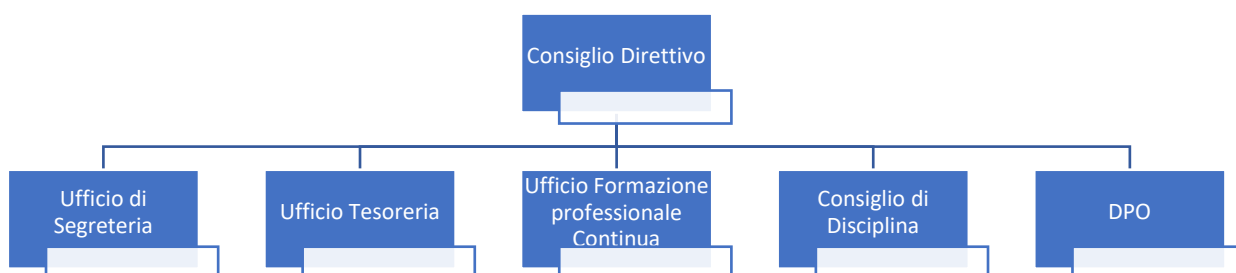 Consiglio Direttivo
Ufficio di
Segreteria
Ufficio Tesoreria
Ufficio Formazione
professionale
Continua
Consiglio di
Disciplina
DPO